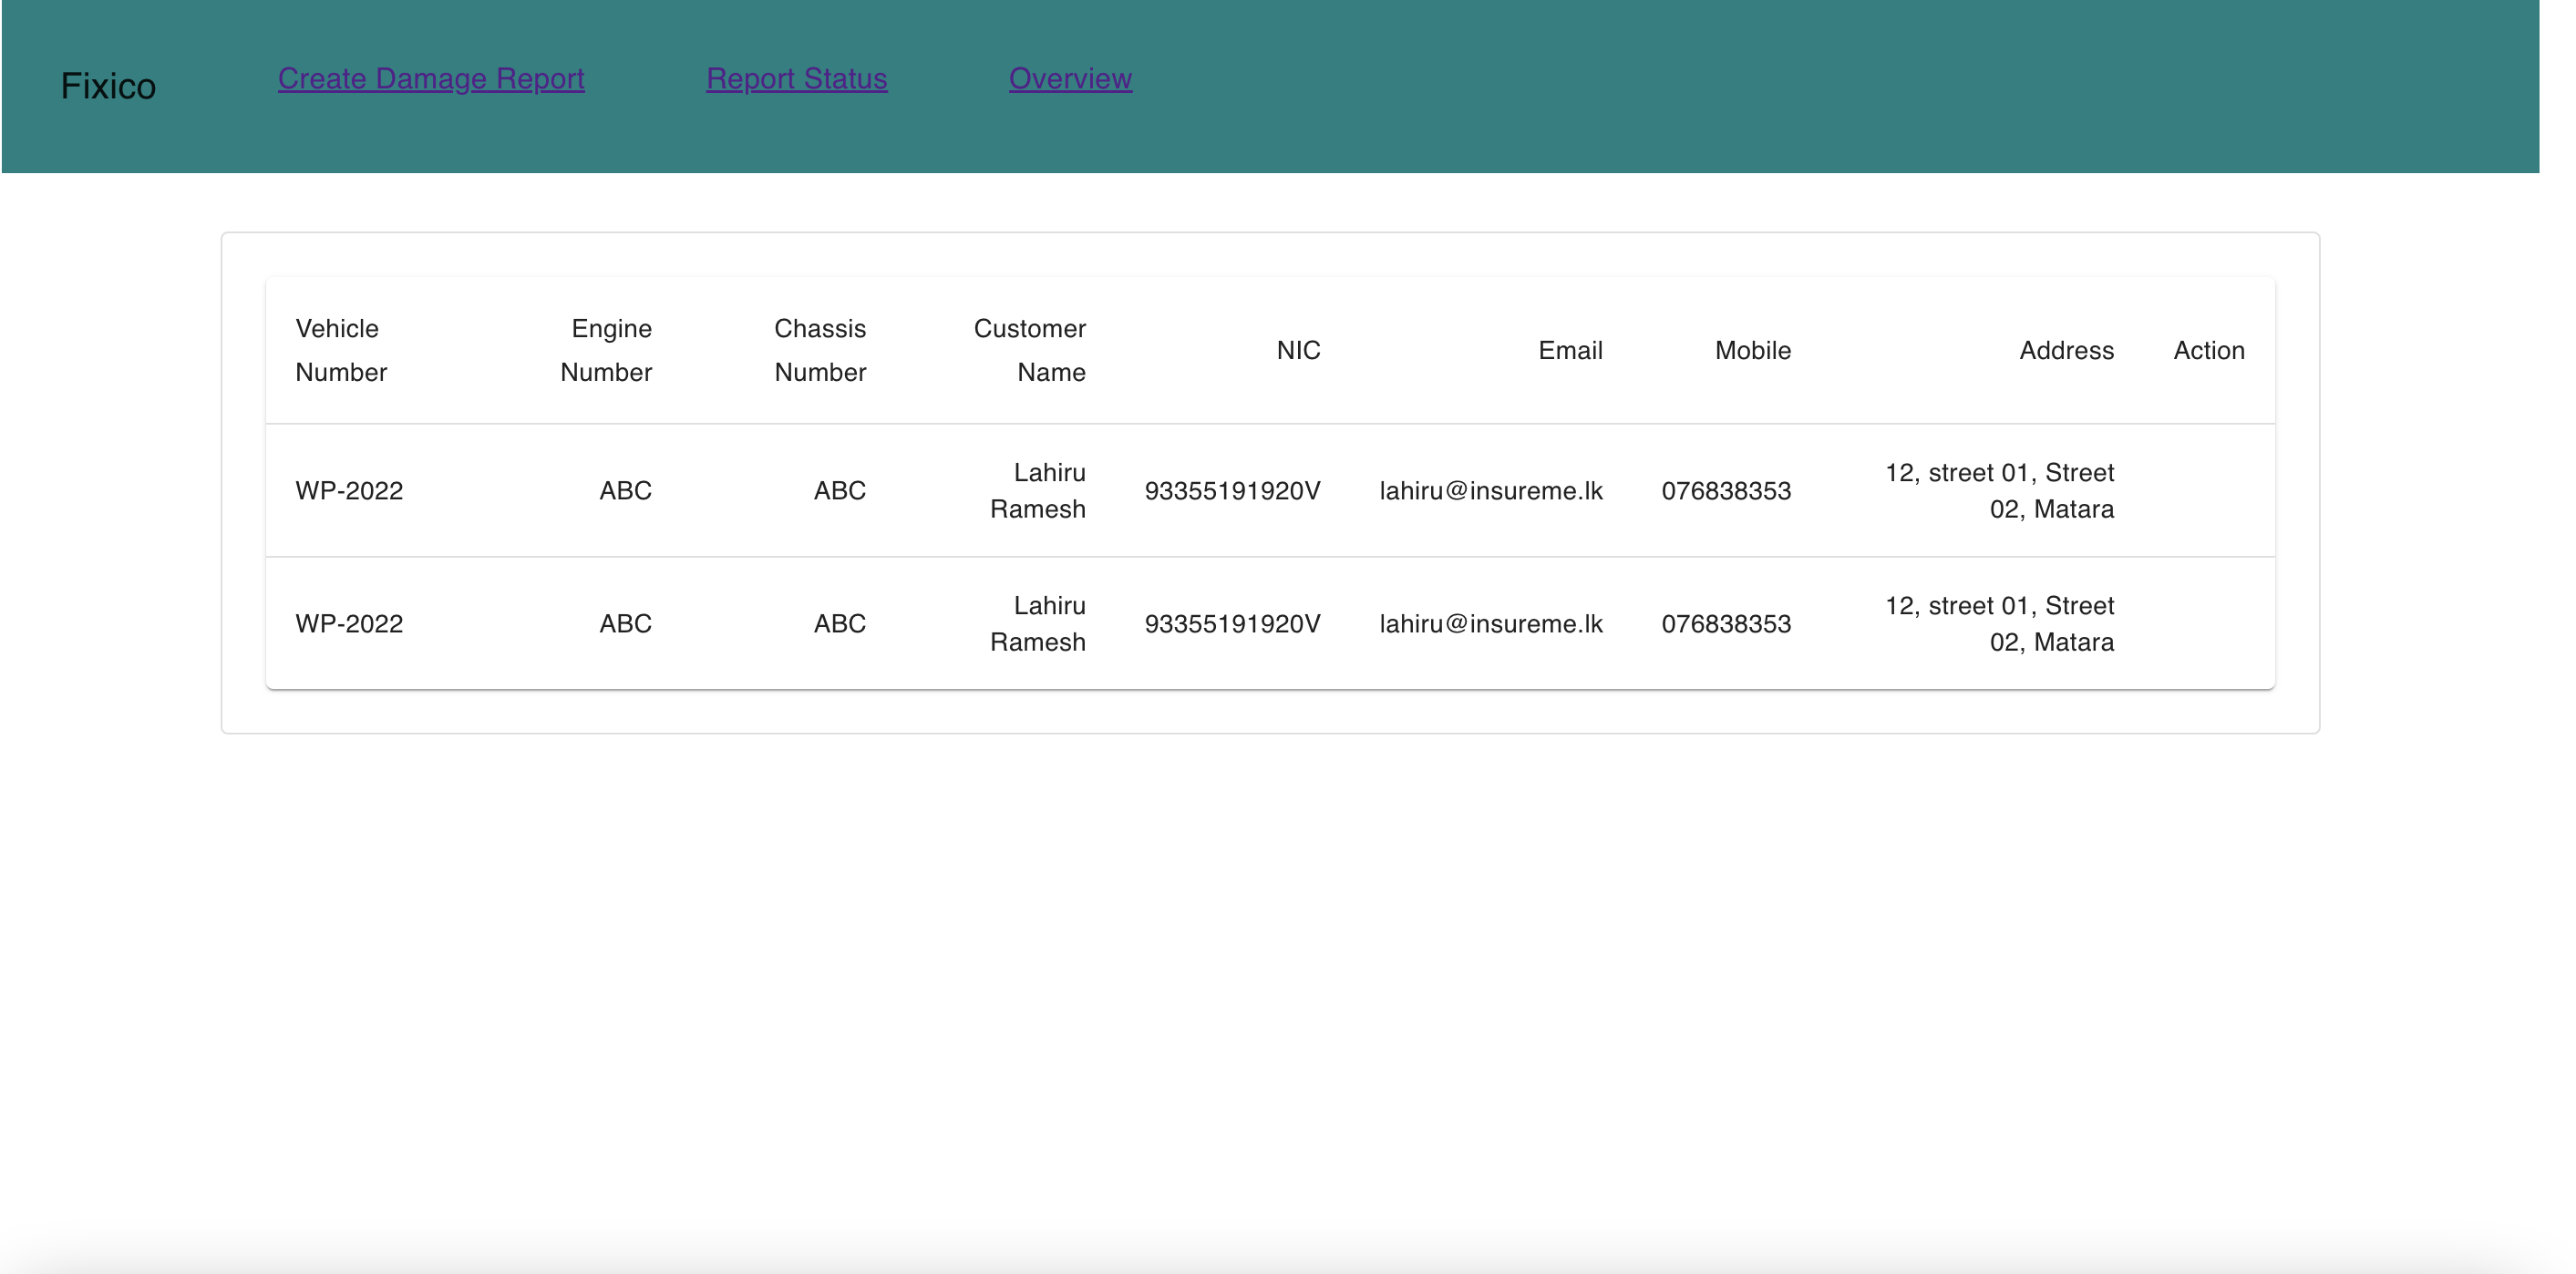 Fixico
Create Damage Report
Report Status
Overview
Vehicle Number
Engine Number
Chassis Number
Customer Name
NIC
Email
Mobile
Address
Action
WP-2022
ABC
ABC
Lahiru
Ramesh
93355191920V
lahiru@insureme.lk
076838353
12, street 01, Street
02, Matara
WP-2022
ABC
ABC
Lahiru
Ramesh
93355191920V
lahiru@insureme.lk
076838353
12, street 01, Street
02, Matara